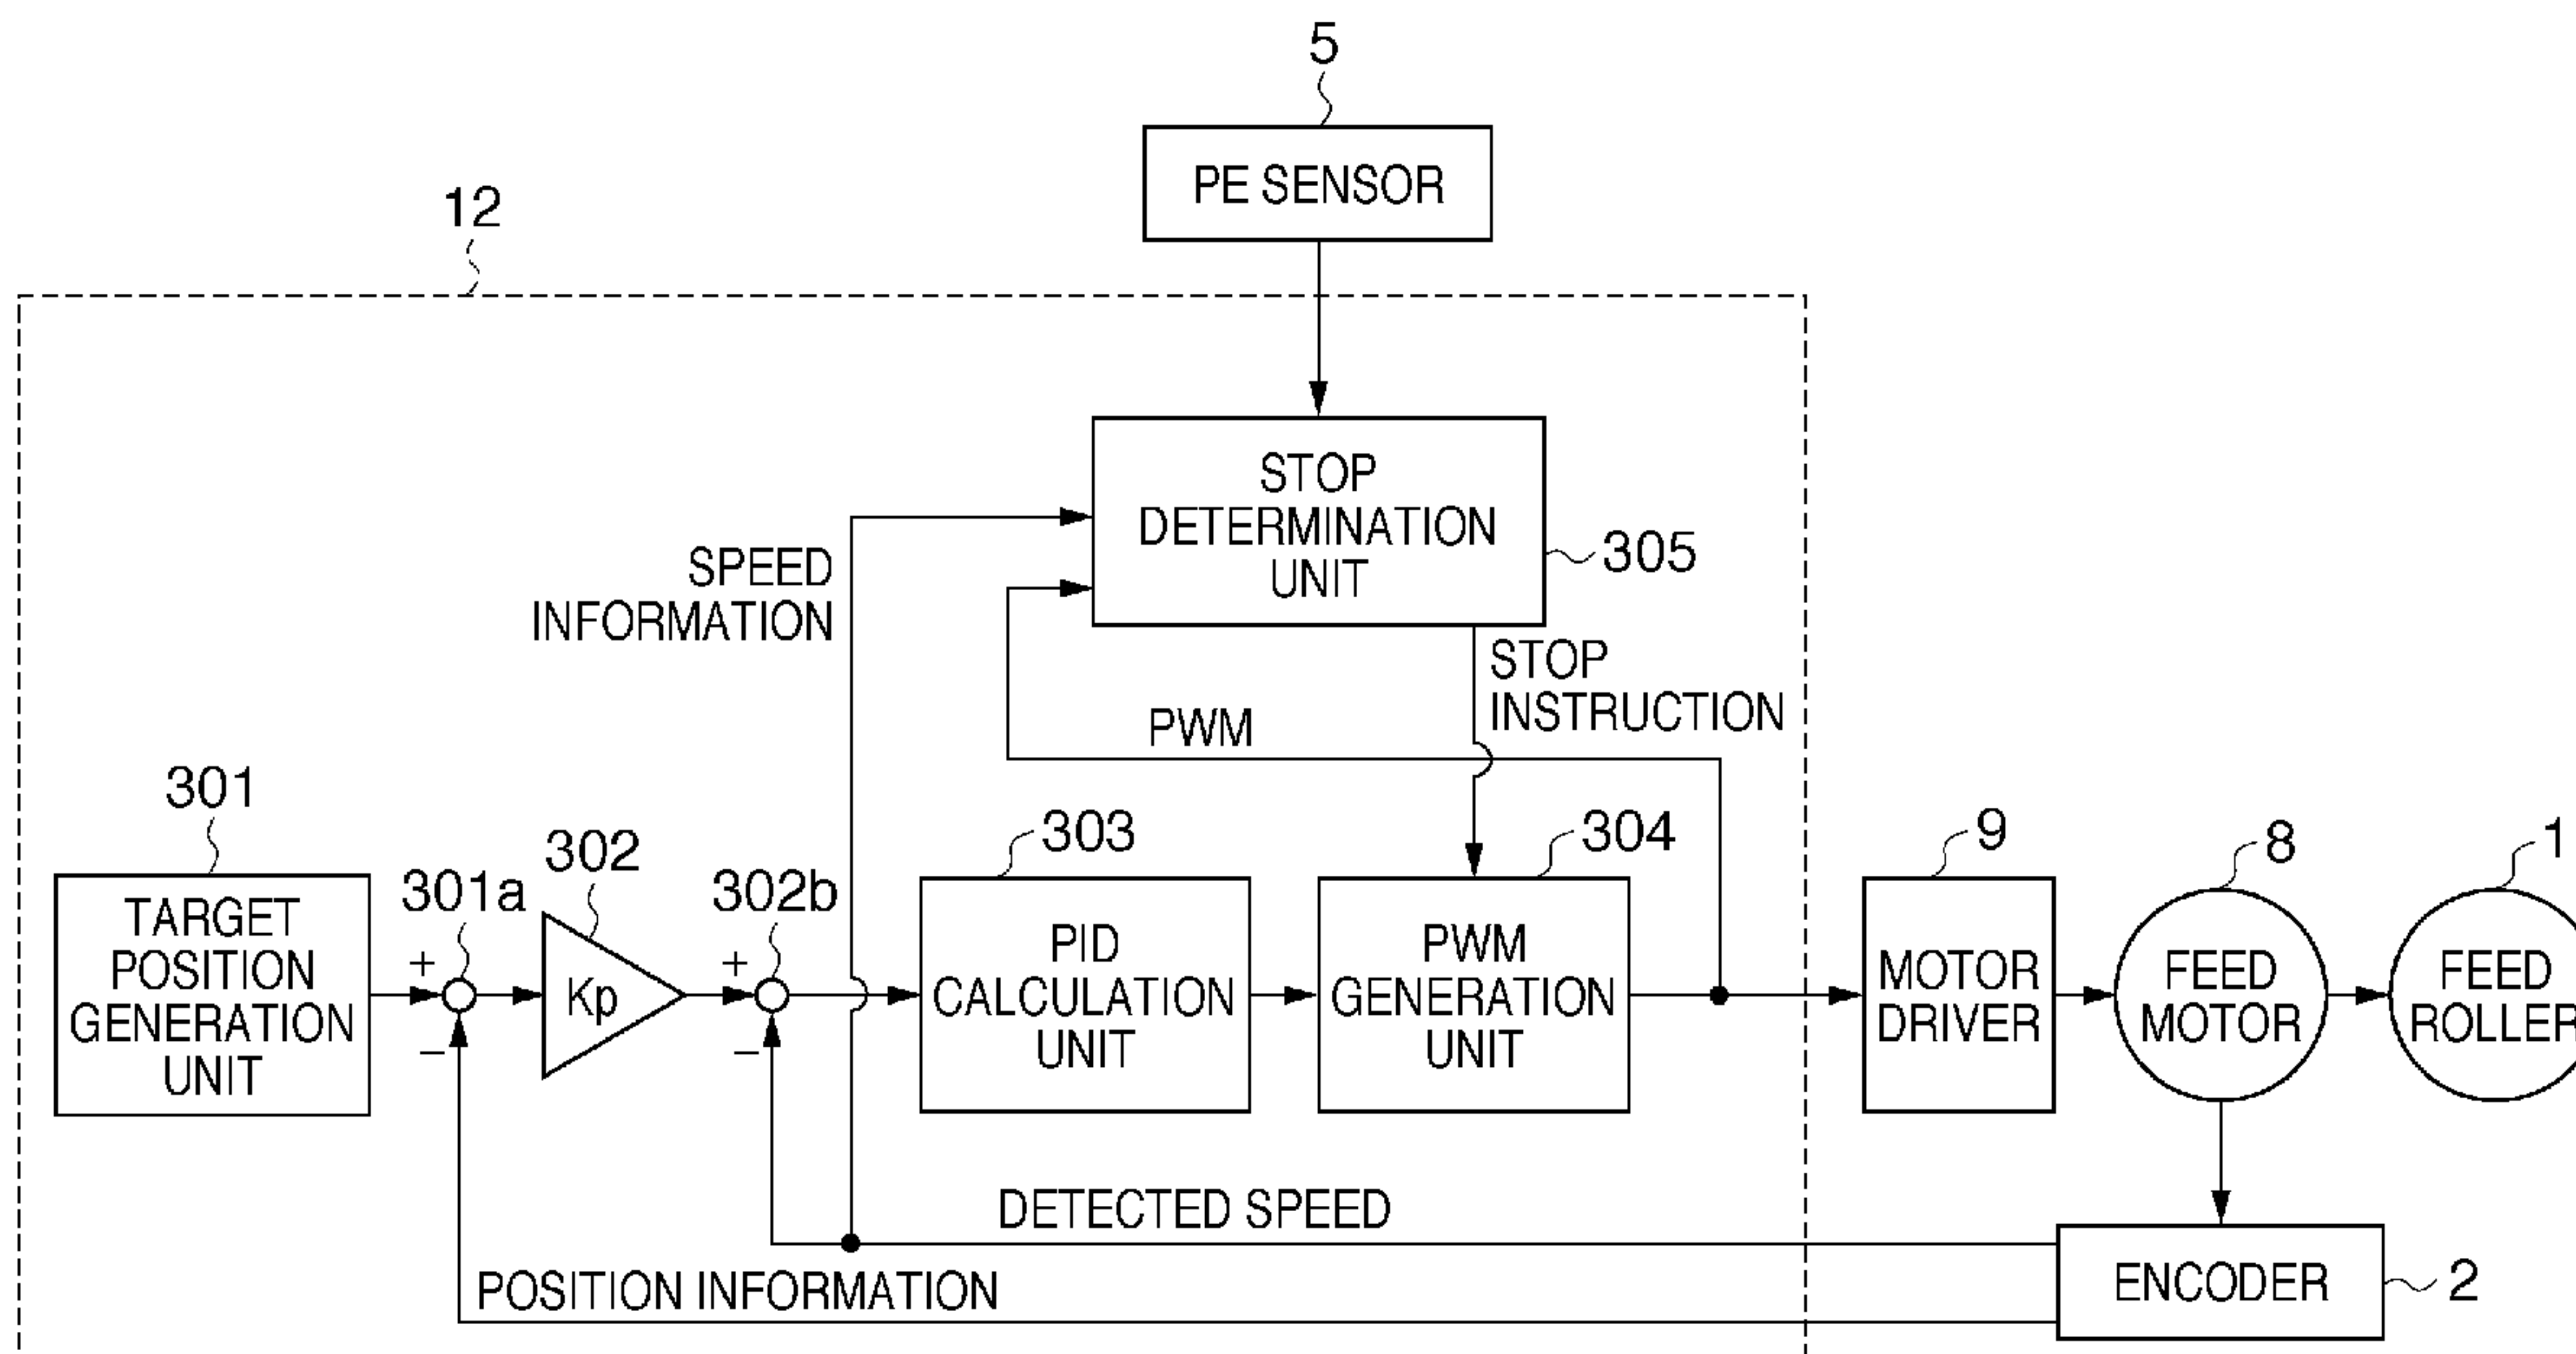 5
PE SENSOR
12
STOP
DETERMINATION
UNIT
305
SPEED
INFORMATION
STOP
INSTRUCTION
PWM
301
TARGET
POSITION
GENERATION
UNIT
301a
+
−
302
Kp
302b
+
−
303
PID
CALCULATION
UNIT
304
PWM
GENERATION
UNIT
9
MOTOR
DRIVER
8
FEED
MOTOR
1
FEED
ROLLER
DETECTED SPEED
POSITION INFORMATION
ENCODER
2